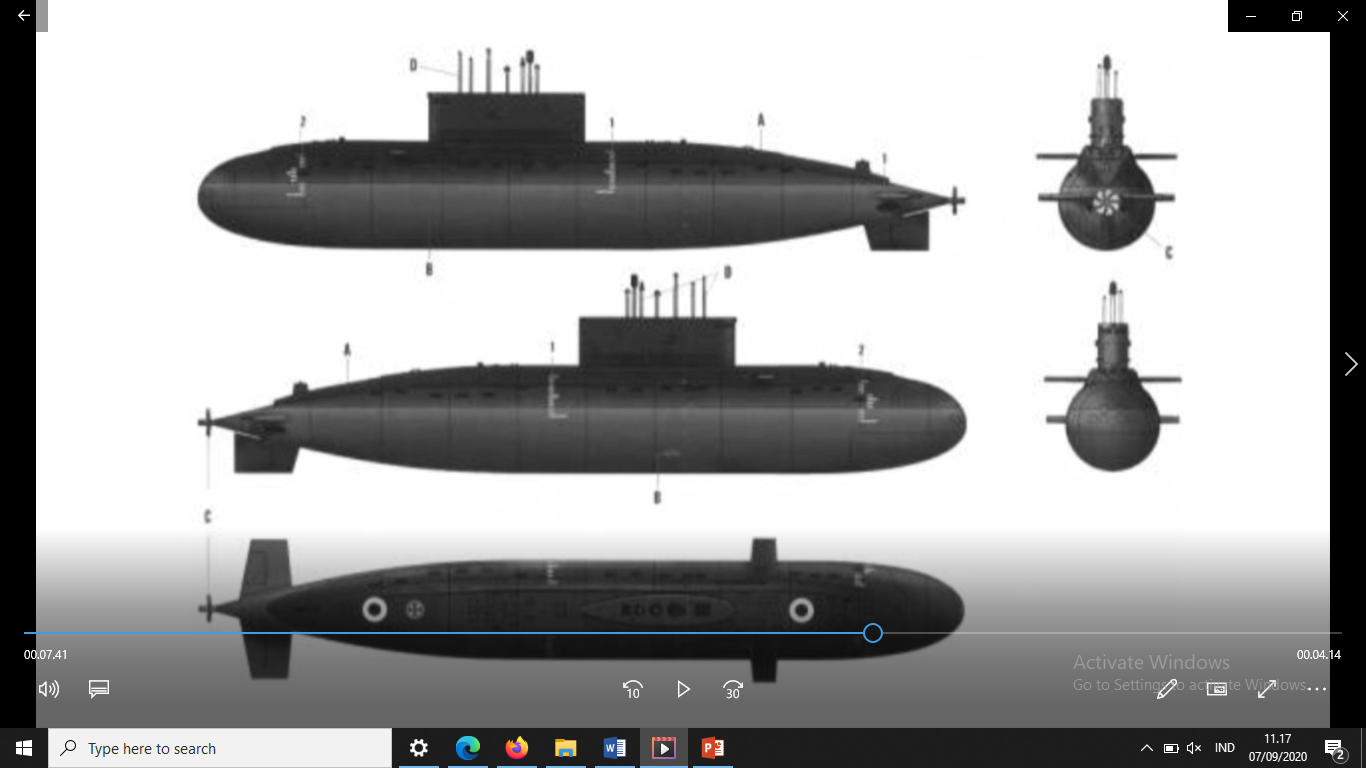 D
2
1
A
1
B
C
D
A
1
2
B
C
00.07.41
00.04.14
10
30
Activate Windows
Go to Settings to activate Windows.
Type here to search
IND
11.17
07/09/2020
2